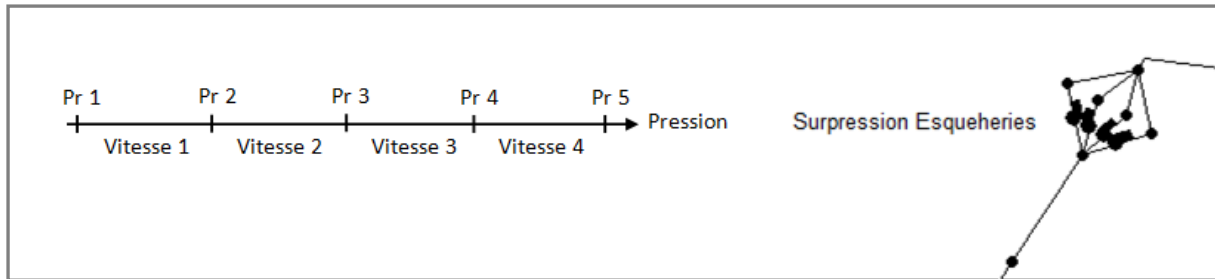 Pr 1 Pr 2 Pr 3 Pr 4 Pr 5
Pression
Vitesse 1 Vitesse 2 Vitesse 3 Vitesse 4
Surpression Esqueheries